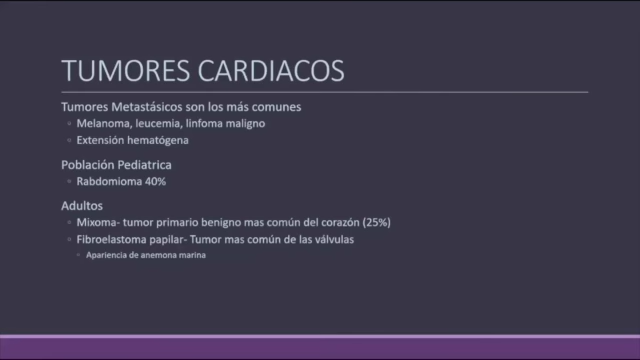 TUMORES CARDIACOS
Tumores Metastásicos son los más comunes
Melanoma, leucemia, linfoma maligno
Extensión hematógena
Población Pediatrica
Rabdomioma 40%
Adultos
Mixoma- tumor primario benigno mas común del corazón (25%)
Fibroelastoma papilar- Tumor mas común de las válvulas
Apariencia de anemona marina